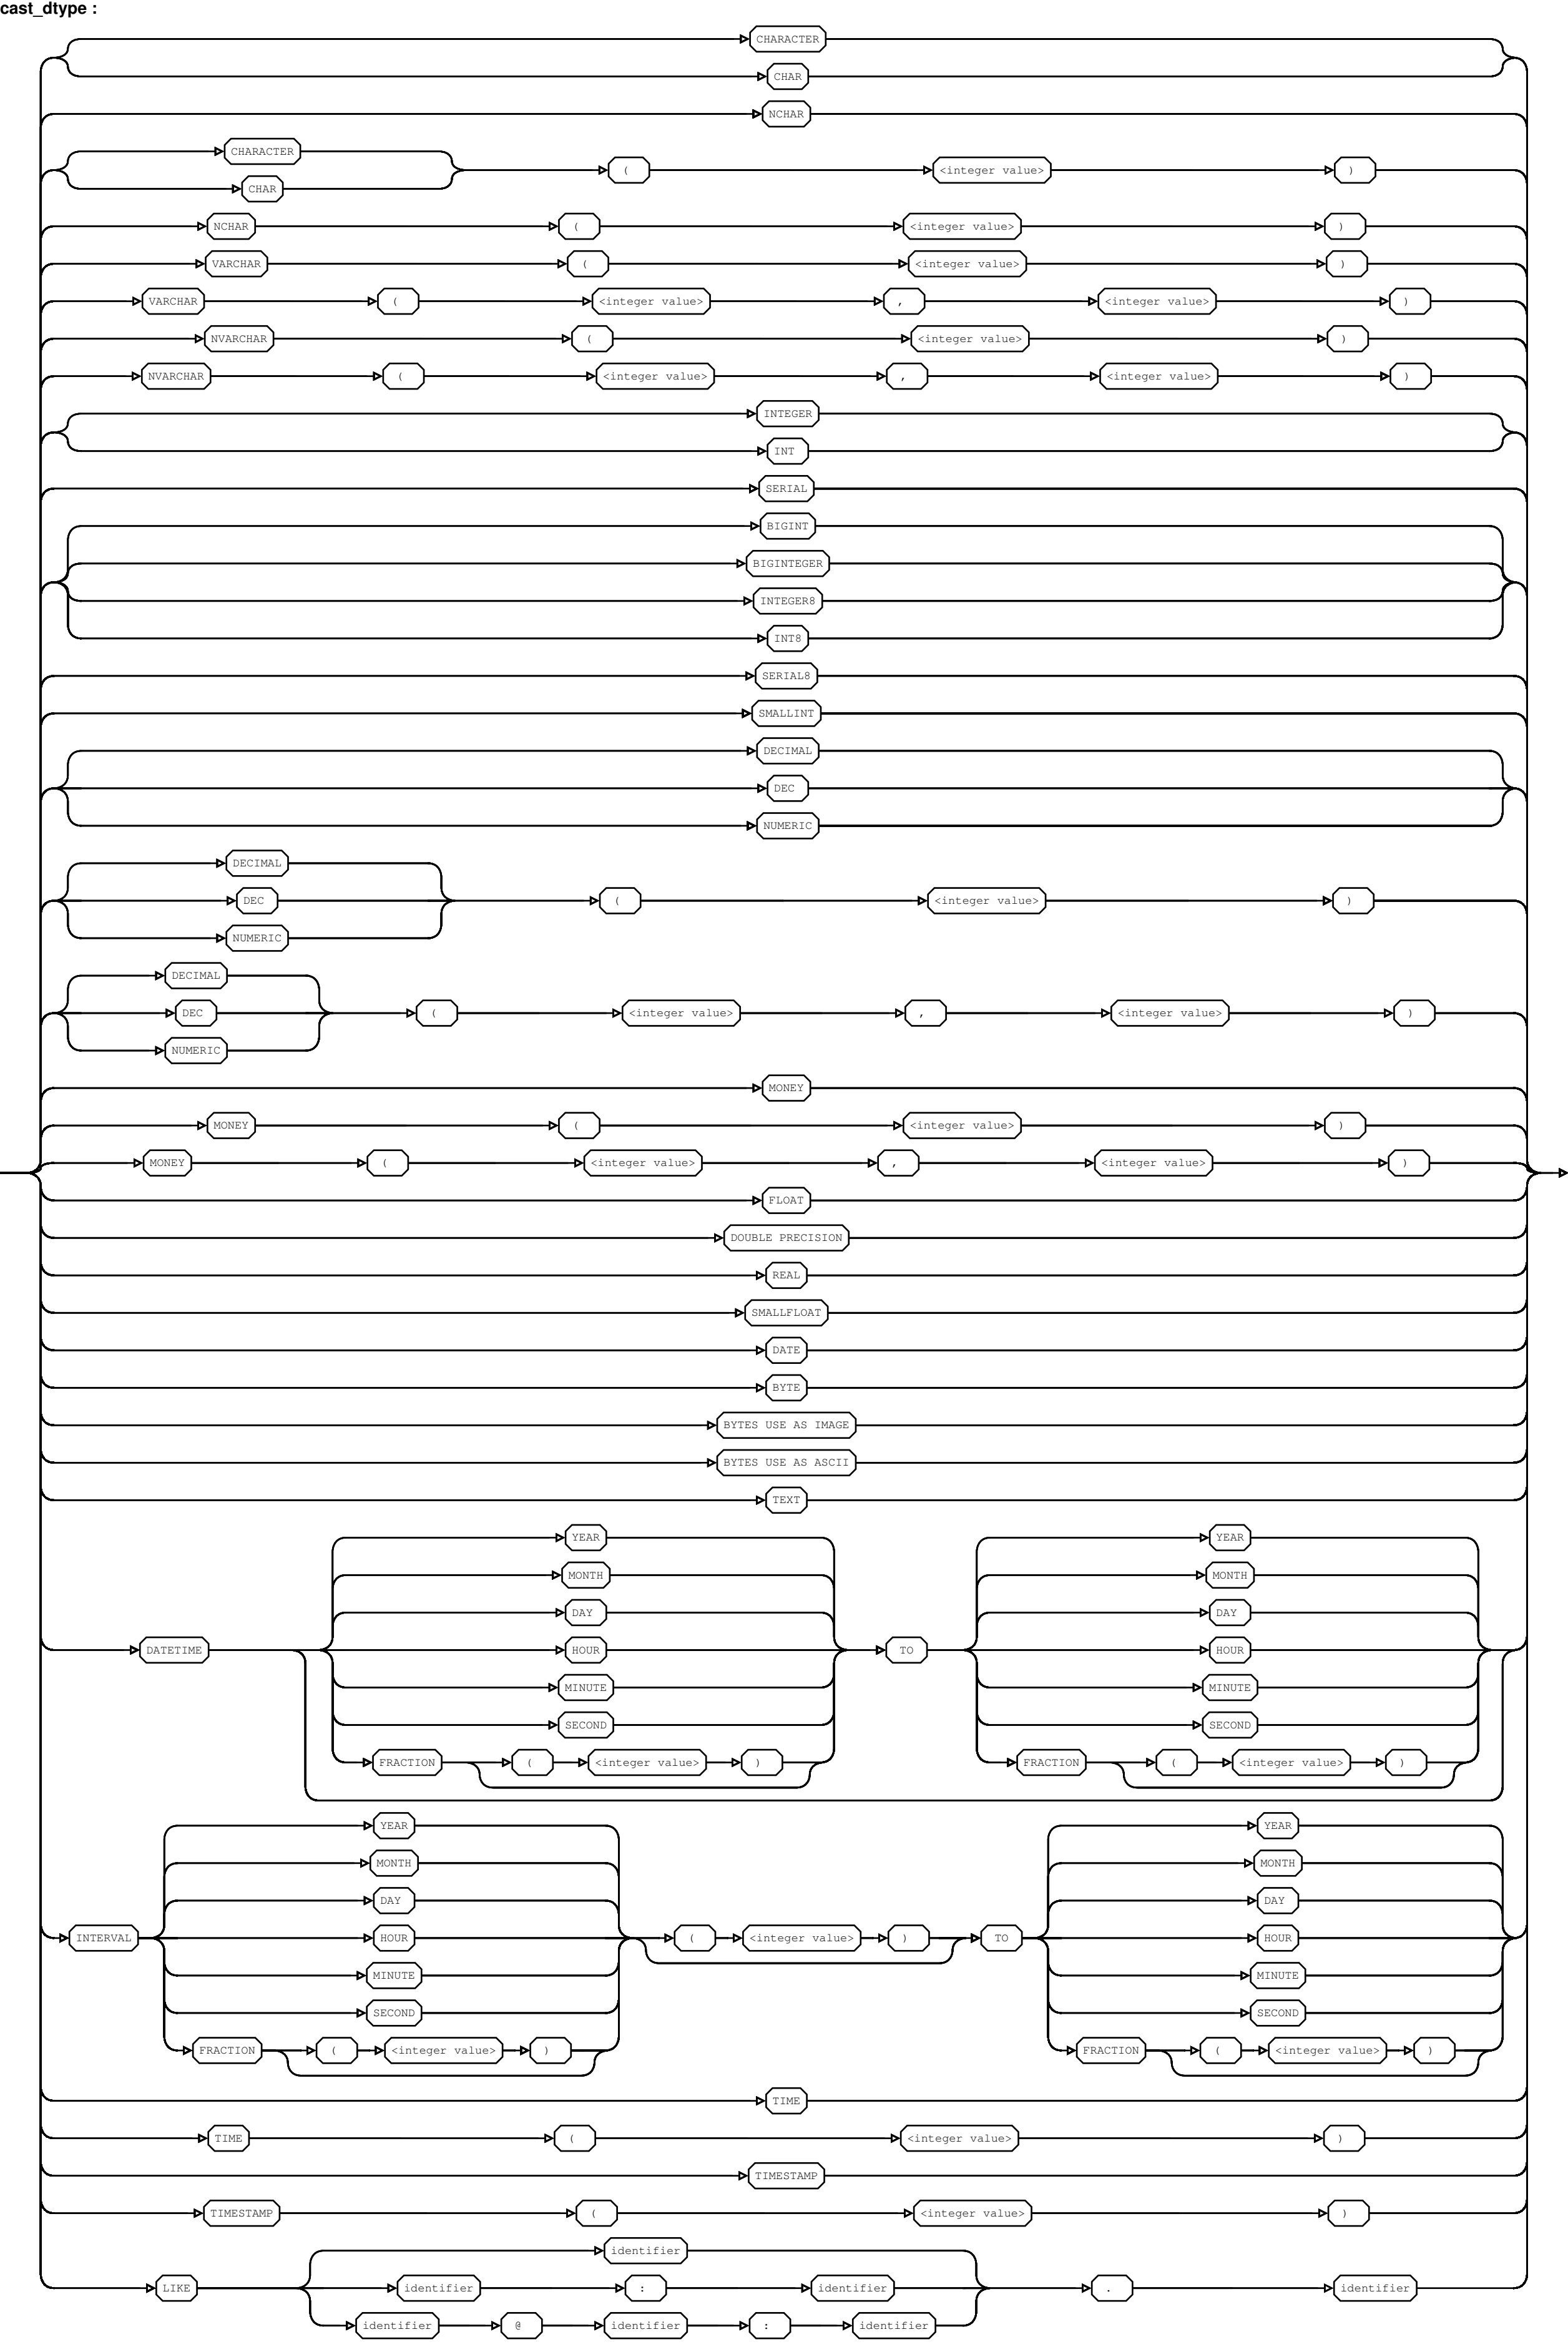 cast_dtype :
CHARACTER
CHAR
NCHAR
CHARACTER
( <integer value> )
CHAR
NCHAR ( <integer value> )
VARCHAR ( <integer value> )
VARCHAR ( <integer value> , <integer value> )
NVARCHAR ( <integer value> )
NVARCHAR ( <integer value> , <integer value> )
INTEGER
INT
SERIAL
BIGINT
BIGINTEGER
INTEGER8
INT8
SERIAL8
SMALLINT
DECIMAL
DEC
NUMERIC
DECIMAL
DEC ( <integer value> )
NUMERIC
DECIMAL
DEC ( <integer value> , <integer value> )
NUMERIC
MONEY
MONEY ( <integer value> )
MONEY ( <integer value> , <integer value> )
FLOAT
DOUBLE PRECISION
REAL
SMALLFLOAT
DATE
BYTE
BYTES USE AS IMAGE
BYTES USE AS ASCII
TEXT
YEAR YEAR
MONTH MONTH
DAY DAY
DATETIME HOUR TO HOUR
MINUTE MINUTE
SECOND SECOND
FRACTION ( <integer value> ) FRACTION ( <integer value> )
YEAR YEAR
MONTH MONTH
DAY DAY
INTERVAL HOUR ( <integer value> ) TO HOUR
MINUTE MINUTE
SECOND SECOND
FRACTION ( <integer value> ) FRACTION ( <integer value> )
TIME
TIME ( <integer value> )
TIMESTAMP
TIMESTAMP ( <integer value> )
identifier
LIKE identifier : identifier . identifier
identifier @ identifier : identifier